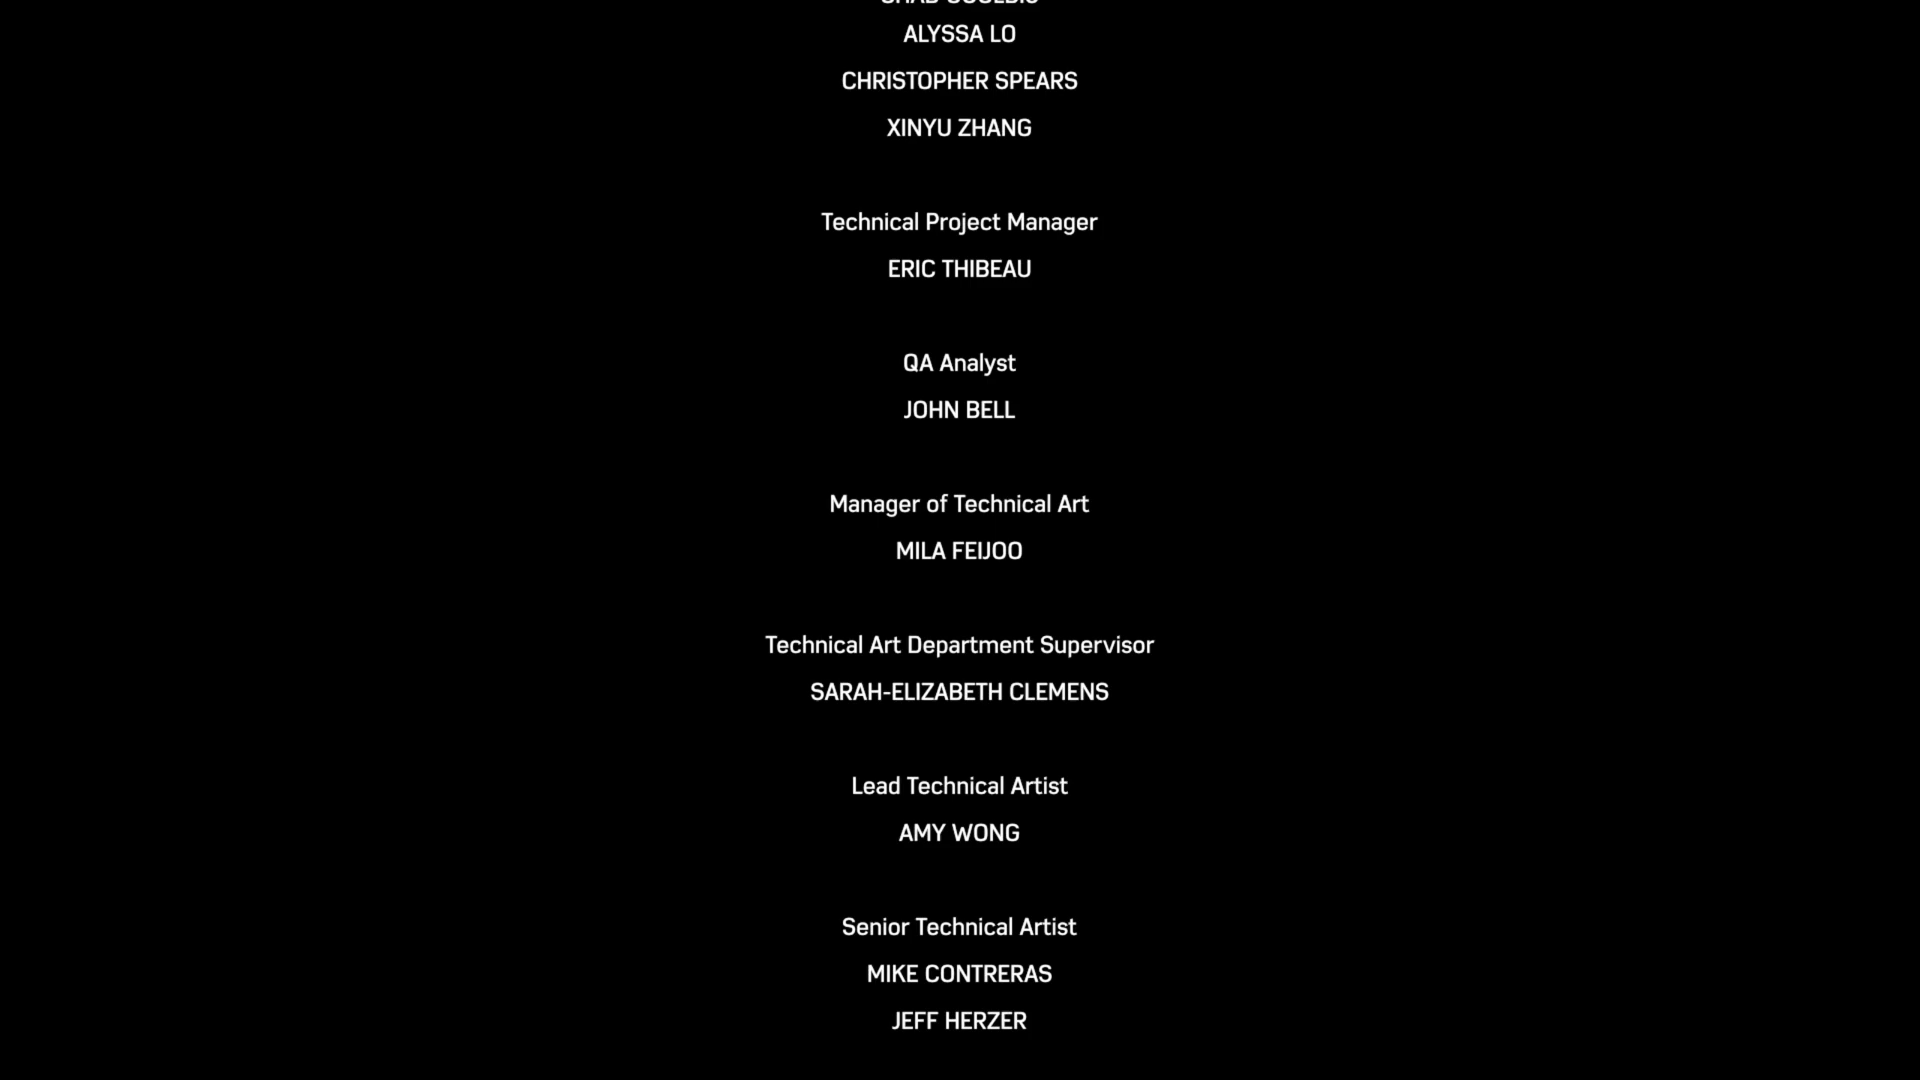 ALYSSA LO
CHRISTOPHER SPEARS
XINYU ZHANG
Technical Project Manager
ERIC THIBEAU
QA Analyst
JOHN BELL
Manager of Technical Art
MILA FEIJOO
Technical Art Department Supervisor
SARAH-ELIZABETH CLEMENS
Lead Technical Artist
AMY WONG
Senior Technical Artist
MIKE CONTRERAS
JEFF HERZER